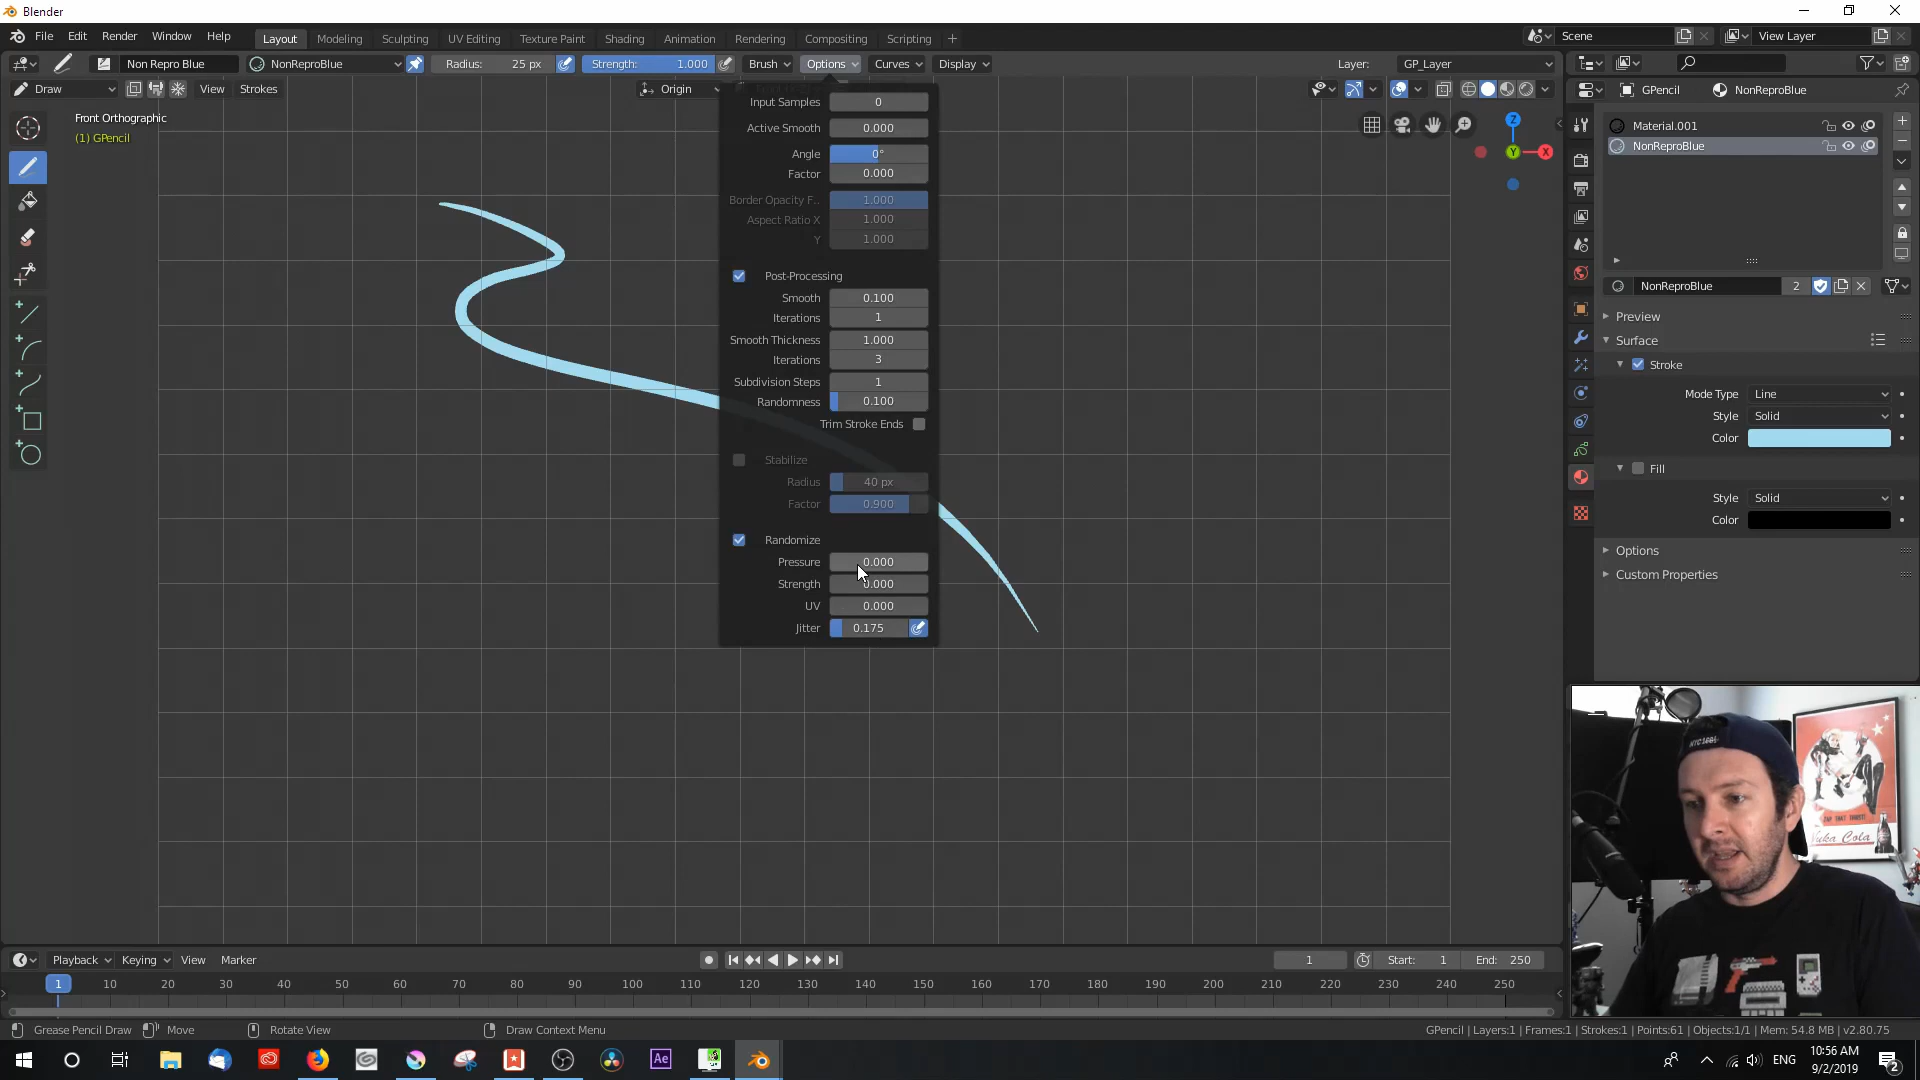 Blender
File Edit Render Window Help
Layout Modeling Sculpting UV Editing Texture Paint Shading Animation Rendering Compositing Scripting
Scene View Layer
Non Repro Blue NonReproBlue Radius: 25 px Strength: 1.000 Brush Options Curves Display Layer: GP_Layer
Draw View Strokes Origin
GPencil NonReproBlue
Front Orthographic
(1) GPencil
Z
Y
X
Input Samples 0
Active Smooth 0.000
Angle 0°
Factor 0.000
Border Opacity F.. 1.000
Aspect Ratio X 1.000
Y 1.000
Post-Processing
Smooth 0.100
Iterations 1
Smooth Thickness 1.000
Iterations 3
Subdivision Steps 1
Randomness 0.100
Trim Stroke Ends
Stabilize
Radius 40 px
Factor 0.900
Randomize
Pressure 0.000
Strength 0.000
UV 0.000
Jitter 0.175
Material.001
NonReproBlue
NonReproBlue 2
Preview
Surface
Stroke
Mode Type Line
Style Solid
Color
Fill
Style Solid
Color
Options
Custom Properties
Nuka Cola
Playback Keying View Marker 1 Start: 1 End: 250
1 10 20 30 40 50 60 70 80 90 100 110 120 130 140 150 160 170 180 190 200 210 220 230 240 250
Grease Pencil Draw Move Rotate View Draw Context Menu
GPencil | Layers:1 | Frames:1 | Strokes:1 | Points:61 | Objects:1/1 | Mem: 54.8 MB | v2.80.75
Ae
ENG
10:56 AM
9/2/2019
2